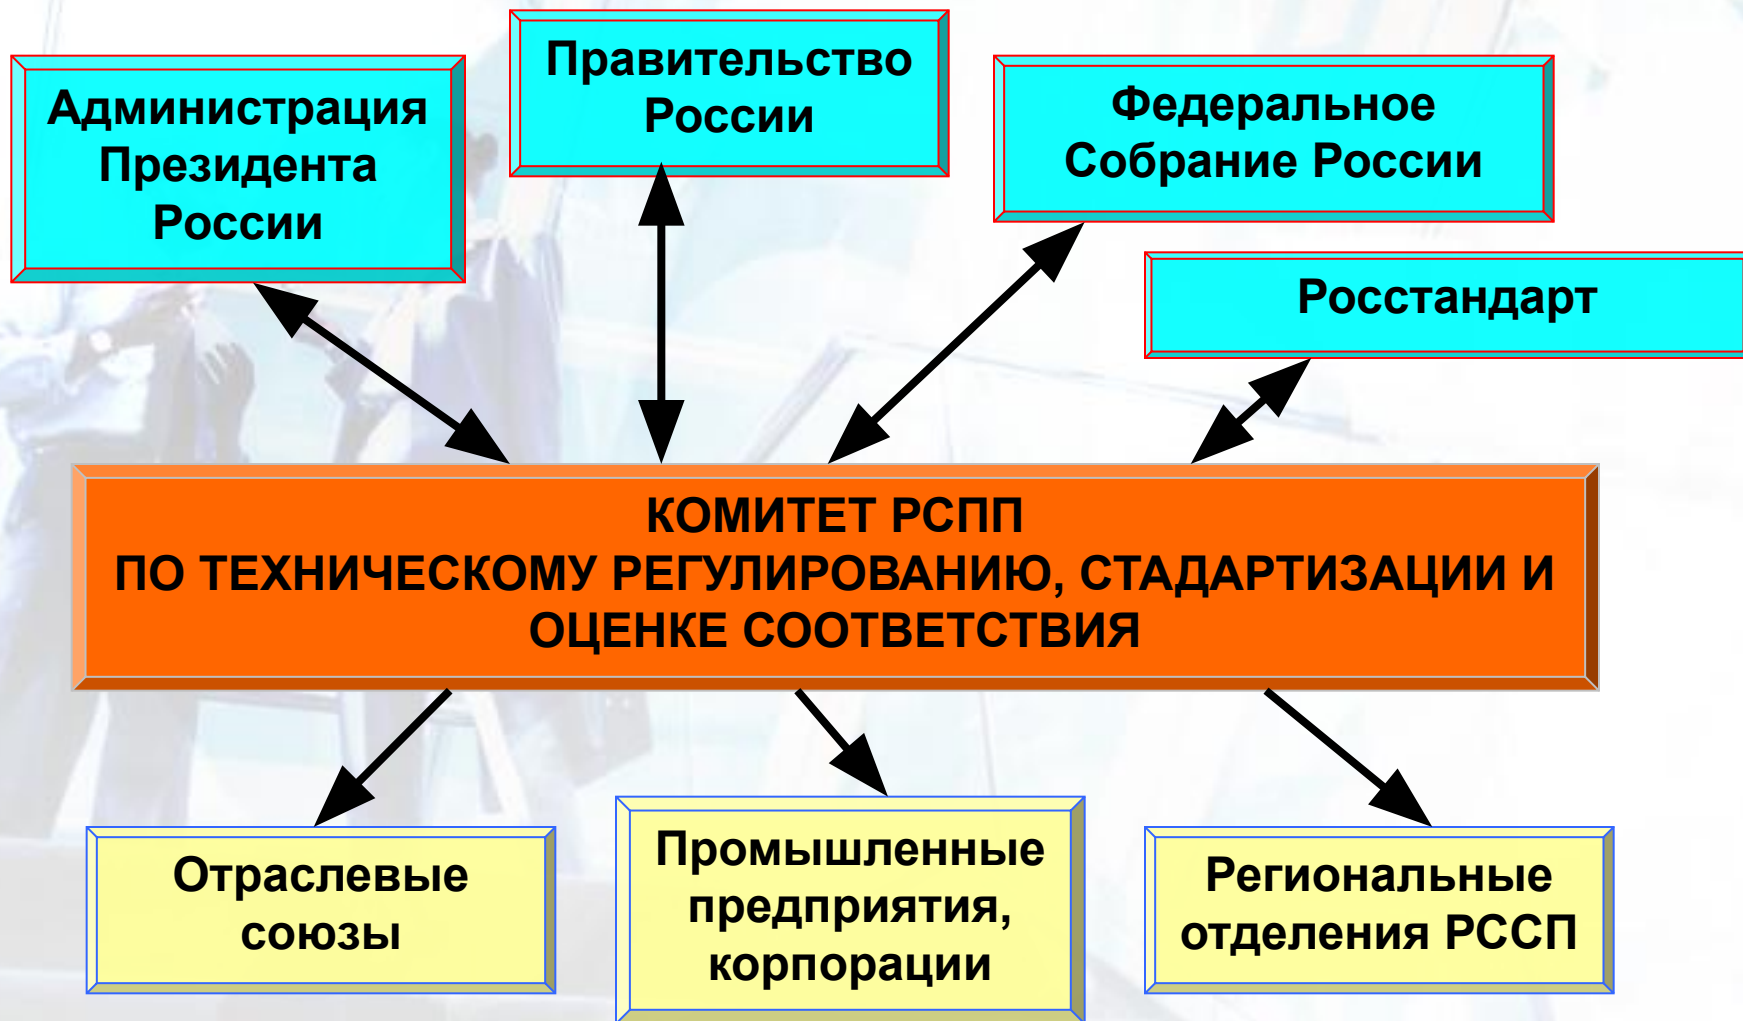 Администрация
Президента
России
Правительство
России
Федеральное
Собрание России
Росстандарт
КОМИТЕТ РСПП
ПО ТЕХНИЧЕСКОМУ РЕГУЛИРОВАНИЮ, СТАДАРТИЗАЦИИ И
ОЦЕНКЕ СООТВЕТСТВИЯ
Отраслевые
союзы
Промышленные
предприятия,
корпорации
Региональные
отделения РССП